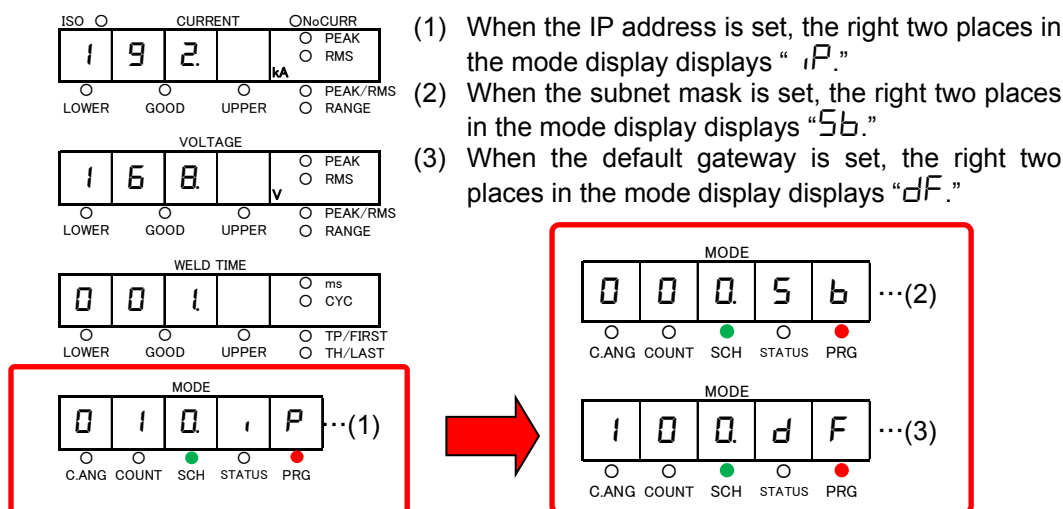 ISO CURRENT NoCURR
1 9 2. kA PEAK
RMS
LOWER GOOD UPPER PEAK/RMS
RANGE
VOLTAGE
1 6 8. V PEAK
RMS
LOWER GOOD UPPER PEAK/RMS
RANGE
WELD TIME
0 0 1. ms
CYC
LOWER GOOD UPPER TP/FIRST
TH/LAST
MODE
0 1 0. i P …(1)
C.ANG COUNT SCH STATUS PRG
(1) When the IP address is set, the right two places in
the mode display displays “ iP.”
(2) When the subnet mask is set, the right two places
in the mode display displays “Sb.”
(3) When the default gateway is set, the right two
places in the mode display displays “dF.”
MODE
0 0 0. S b …(2)
C.ANG COUNT SCH STATUS PRG
MODE
1 0 0. d F …(3)
C.ANG COUNT SCH STATUS PRG